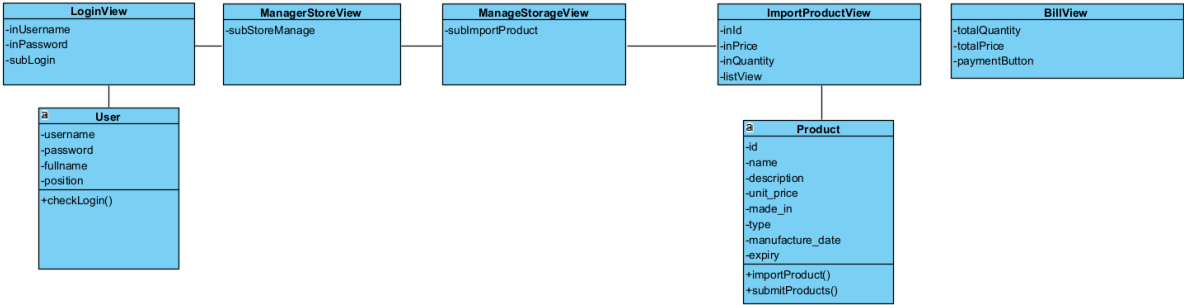 LoginView
-inUsername
-inPassword
-subLogin
ManagerStoreView
-subStoreManage
ManageStorageView
-subImportProduct
ImportProductView
-inId
-inPrice
-inQuantity
-listView
BillView
-totalQuantity
-totalPrice
-paymentButton
a
User
-username
-password
-fullname
-position
+checkLogin()
a
Product
-id
-name
-description
-unit_price
-made_in
-type
-manufacture_date
-expiry
+importProduct()
+submitProducts()